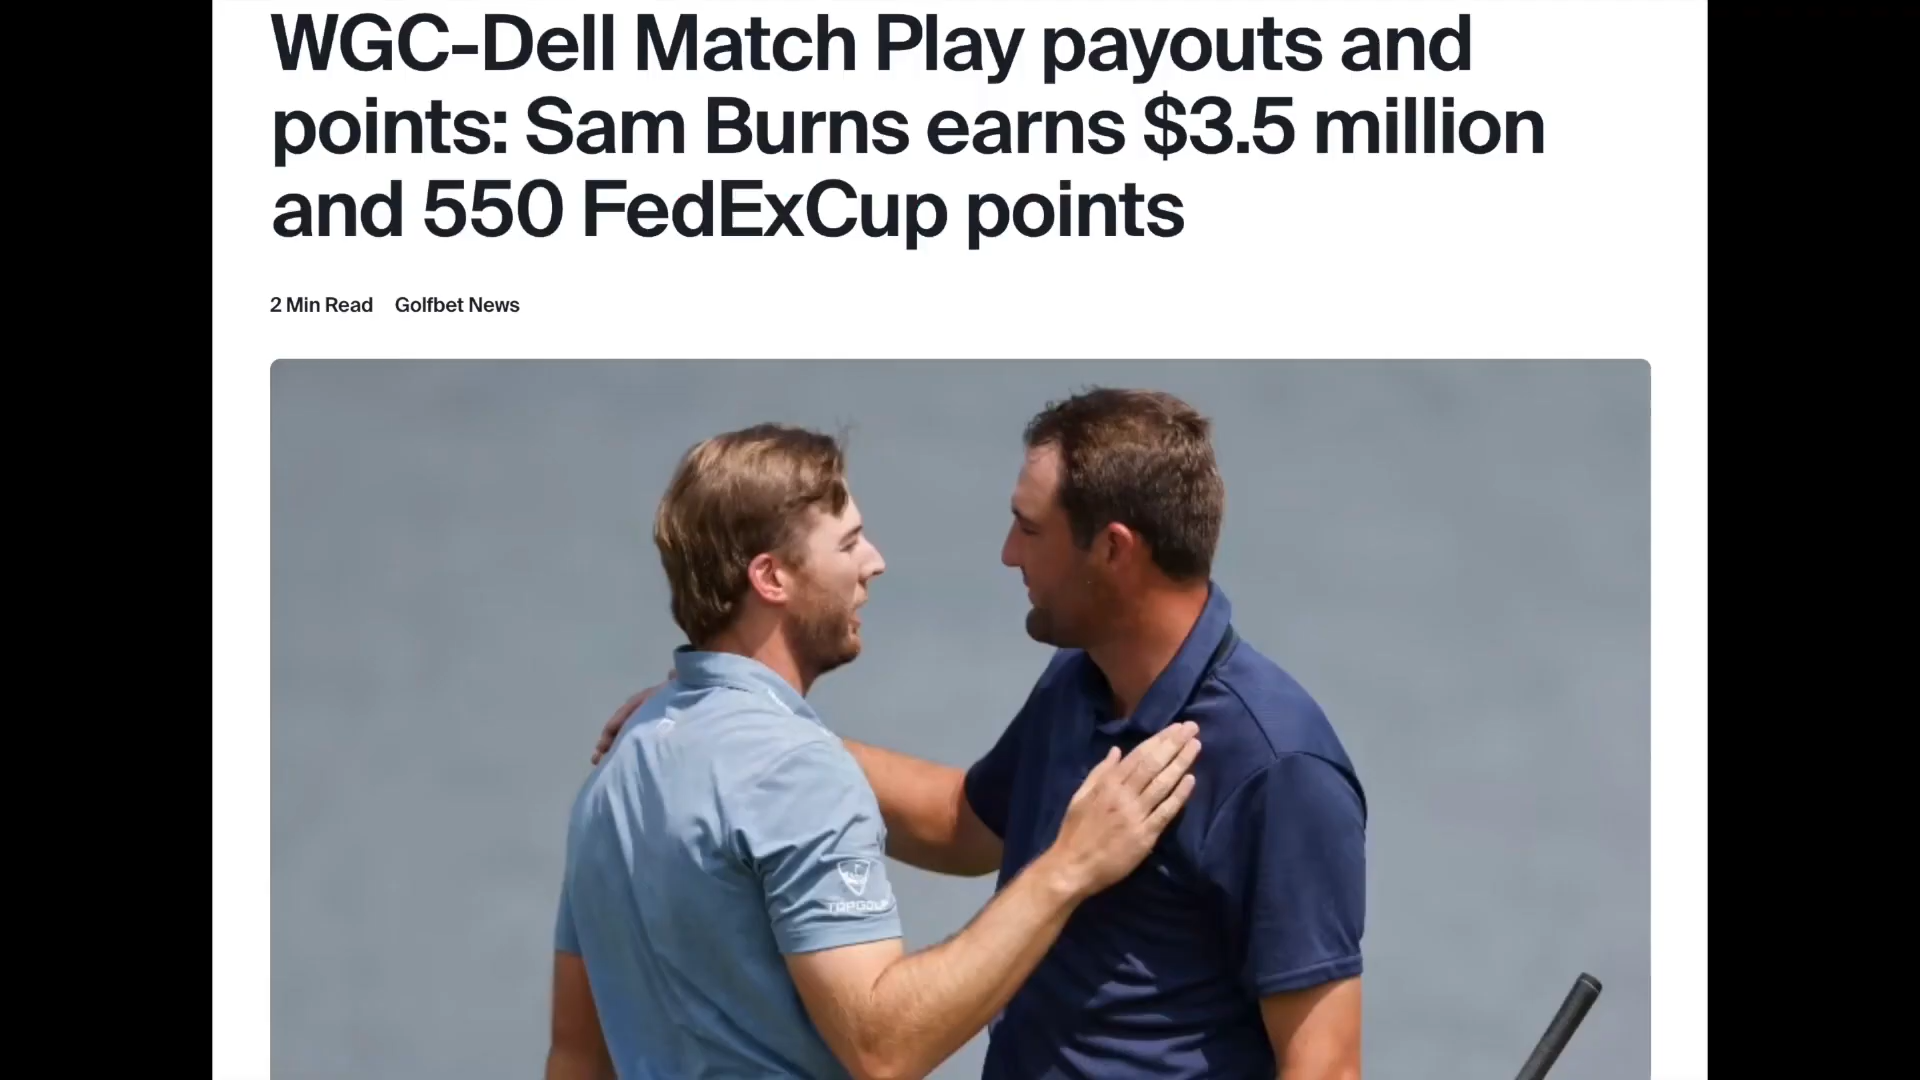 WGC-Dell Match Play payouts and
points: Sam Burns earns $3.5 million
and 550 FedExCup points
2 Min Read Golfbet News
TOPGOLF